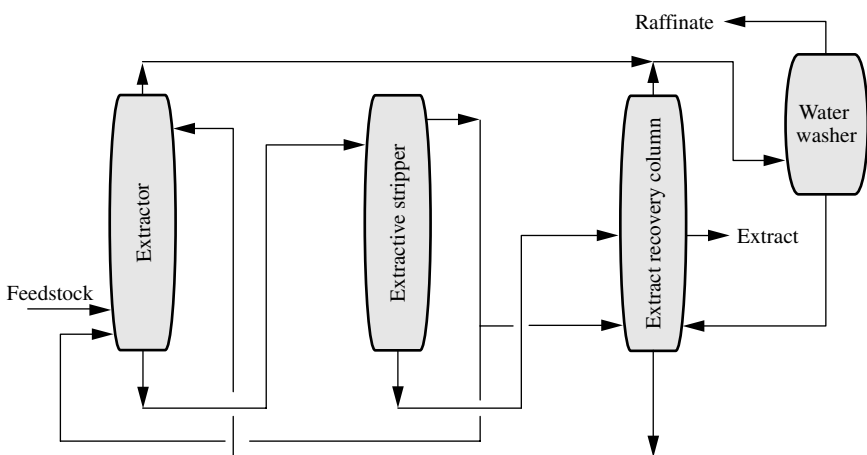 Raffinate
Water
washer
Extractor
Extractive stripper
Extract recovery column
Extract
Feedstock